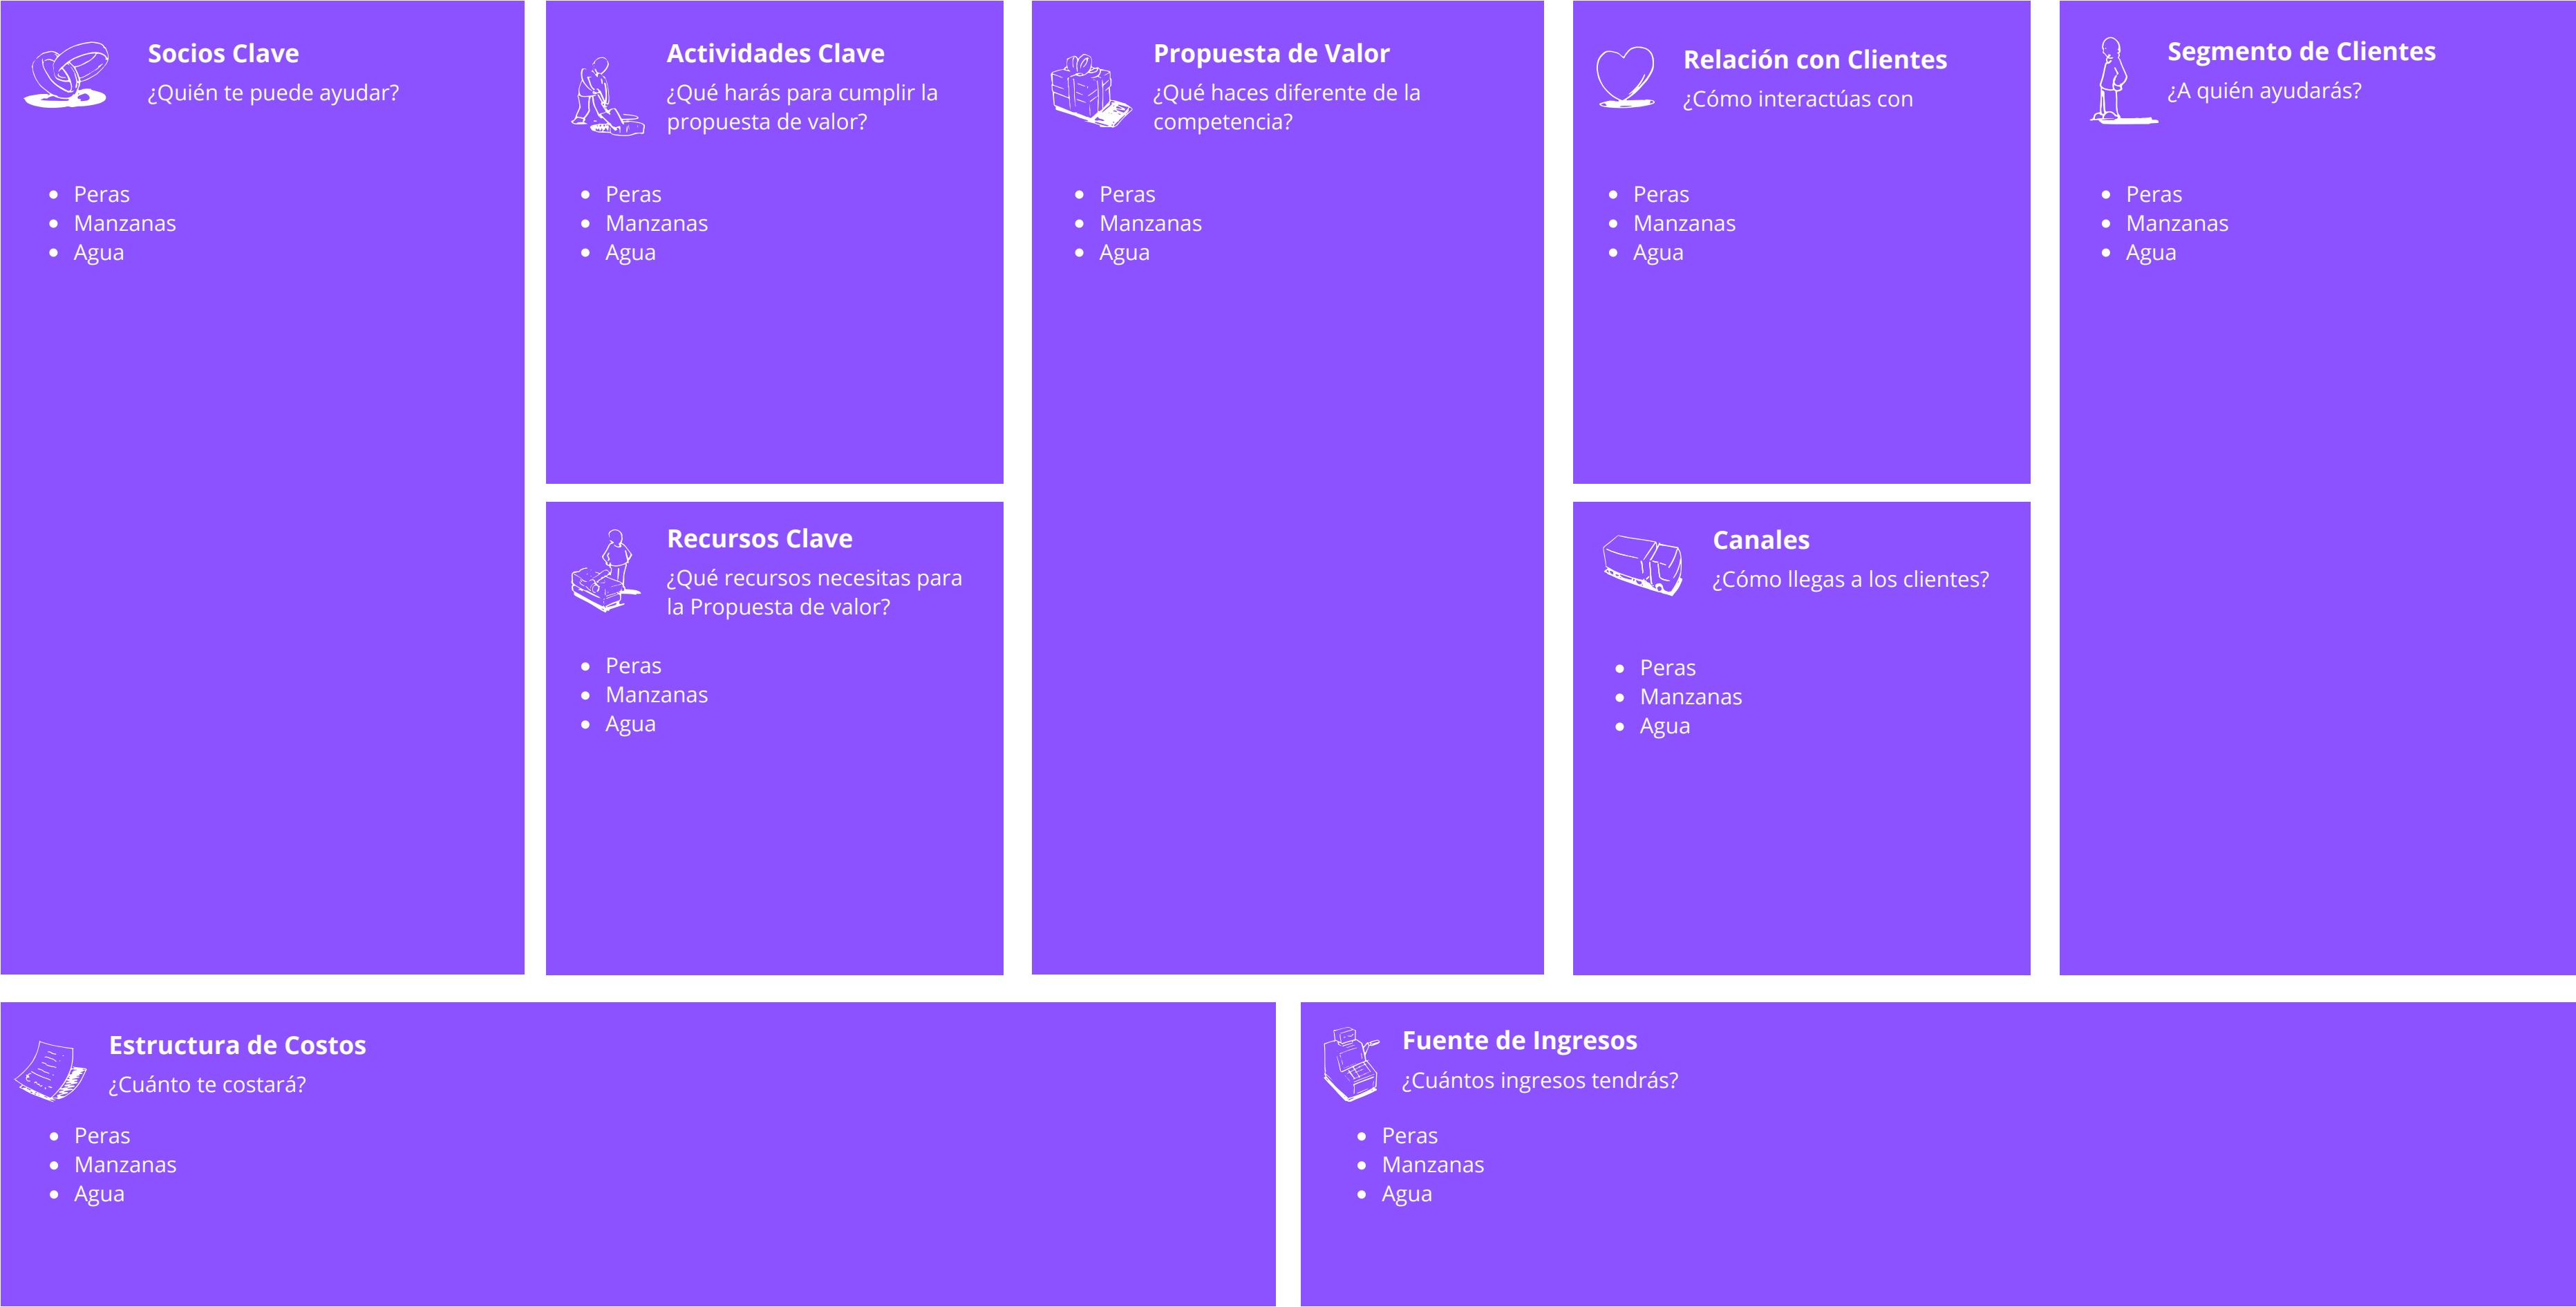 Socios Clave
¿Quién te puede ayudar?
Peras
Manzanas
Agua
Actividades Clave
¿Qué harás para cumplir la
propuesta de valor?
Peras
Manzanas
Agua
Recursos Clave
¿Qué recursos necesitas para
la Propuesta de valor?
Peras
Manzanas
Agua
Propuesta de Valor
¿Qué haces diferente de la
competencia?
Peras
Manzanas
Agua
Relación con Clientes
¿Cómo interactúas con
Peras
Manzanas
Agua
Canales
¿Cómo llegas a los clientes?
Peras
Manzanas
Agua
Segmento de Clientes
¿A quién ayudarás?
Peras
Manzanas
Agua
Estructura de Costos
¿Cuánto te costará?
Peras
Manzanas
Agua
Fuente de Ingresos
¿Cuántos ingresos tendrás?
Peras
Manzanas
Agua